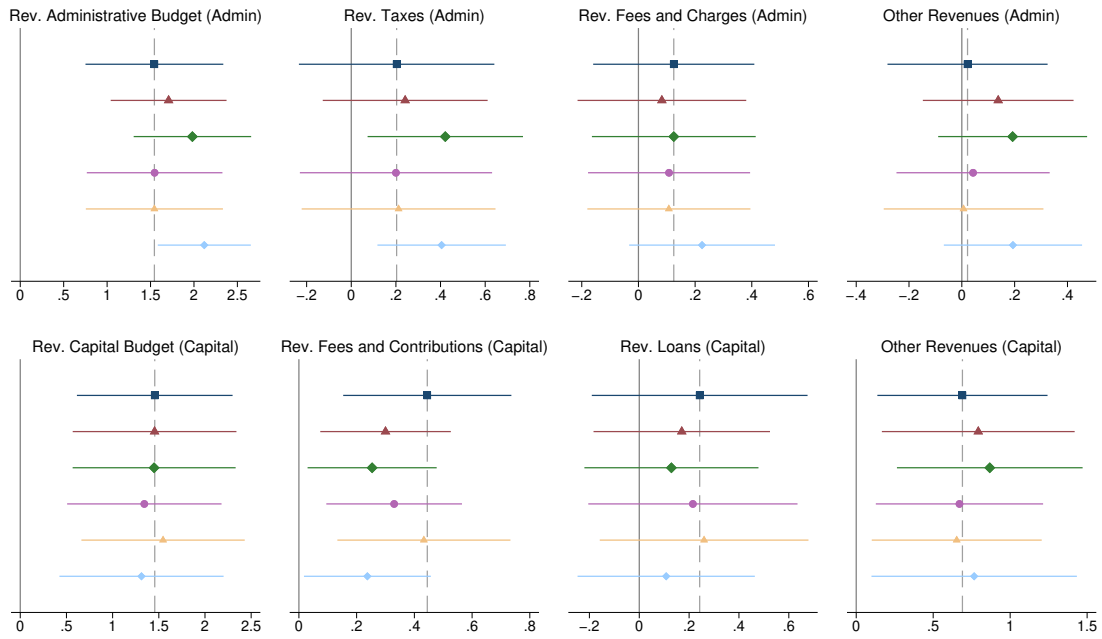 Rev. Administrative Budget (Admin)
Rev. Taxes (Admin)
Rev. Fees and Charges (Admin)
Other Revenues (Admin)
0 .5 1 1.5 2 2.5
−.2 0 .2 .4 .6 .8
−.2 0 .2 .4 .6
−.4 −.2 0 .2 .4
Rev. Capital Budget (Capital)
Rev. Fees and Contributions (Capital)
Rev. Loans (Capital)
Other Revenues (Capital)
0 .5 1 1.5 2 2.5
0 .2 .4 .6 .8
−.2 0 .2 .4 .6
0 .5 1 1.5